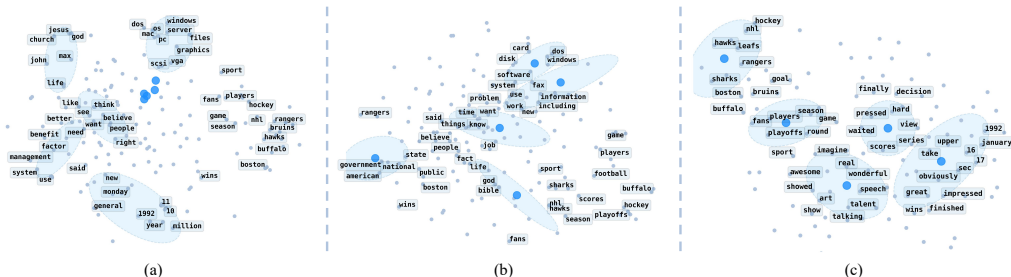 dos
windows
os
mac
server
pc
files
graphics
scsi
vga
jesus
god
church
max
john
life
sport
like
think
see
believe
better
want
people
benefit
need
right
factor
management
said
system
use
fans
players
hockey
game
nhl
rangers
season
bruins
hawks
buffalo
boston
wins
new
monday
general
1992
11
10
year
million
(a)
card
dos
disk
windows
software
system
fax
problem
use
information
work
including
time
want
new
rangers
said
things
know
believe
job
people
game
state
fact
players
government
national
life
sport
american
public
god
football
boston
bible
sharks
buffalo
scores
wins
nhl
hawks
hockey
season
playoffs
fans
(b)
hockey
nhl
hawks
leafs
rangers
sharks
goal
boston
bruins
buffalo
finally
decision
season
pressed
hard
players
game
fans
view
playoffs
round
waited
scores
series
upper
1992
january
sport
imagine
take
16
17
real
sec
awesome
wonderful
obviously
showed
speech
great
impressed
art
talent
show
talking
wins
finished
(c)